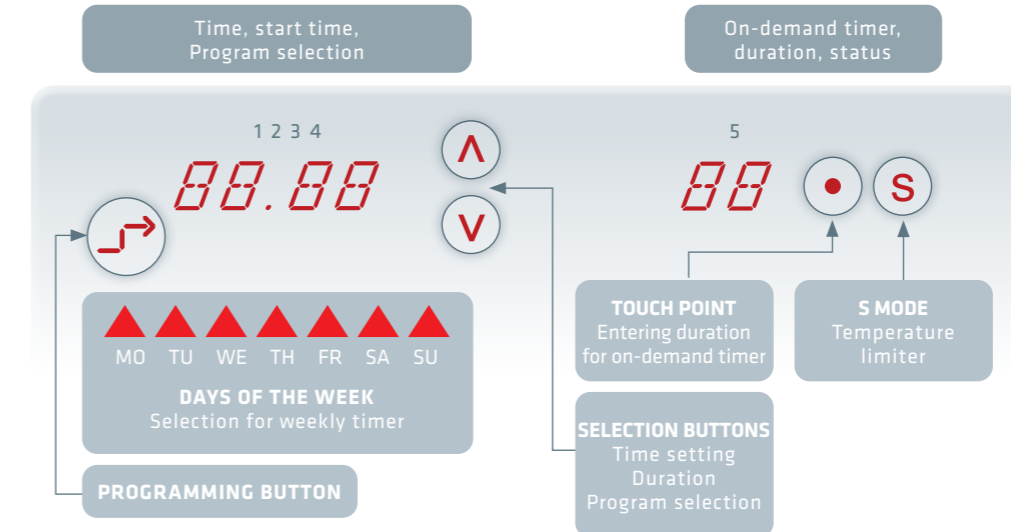 Time, start time,
Program selection
On-demand timer,
duration, status
1 2 3 4
5
88.88
88
S
MO TU WE TH FR SA SU
DAYS OF THE WEEK
Selection for weekly timer
TOUCH POINT
Entering duration
for on-demand timer
S MODE
Temperature
limiter
SELECTION BUTTONS
Time setting
Duration
Program selection
PROGRAMMING BUTTON